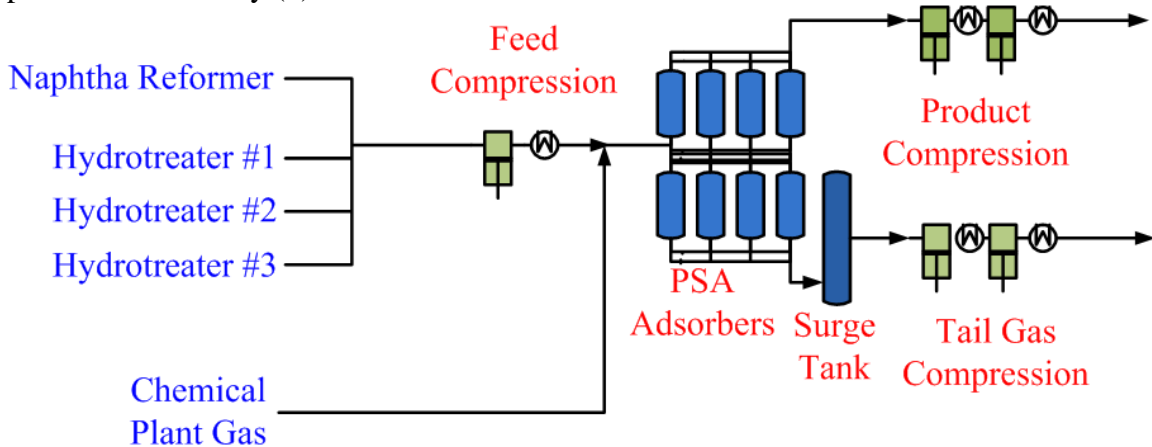 Feed
Compression
Naphtha Reformer
Hydrotreater #1
Hydrotreater #2
Hydrotreater #3
Product
Compression
PSA
Adsorbers
Surge
Tank
Tail Gas
Compression
Chemical
Plant Gas